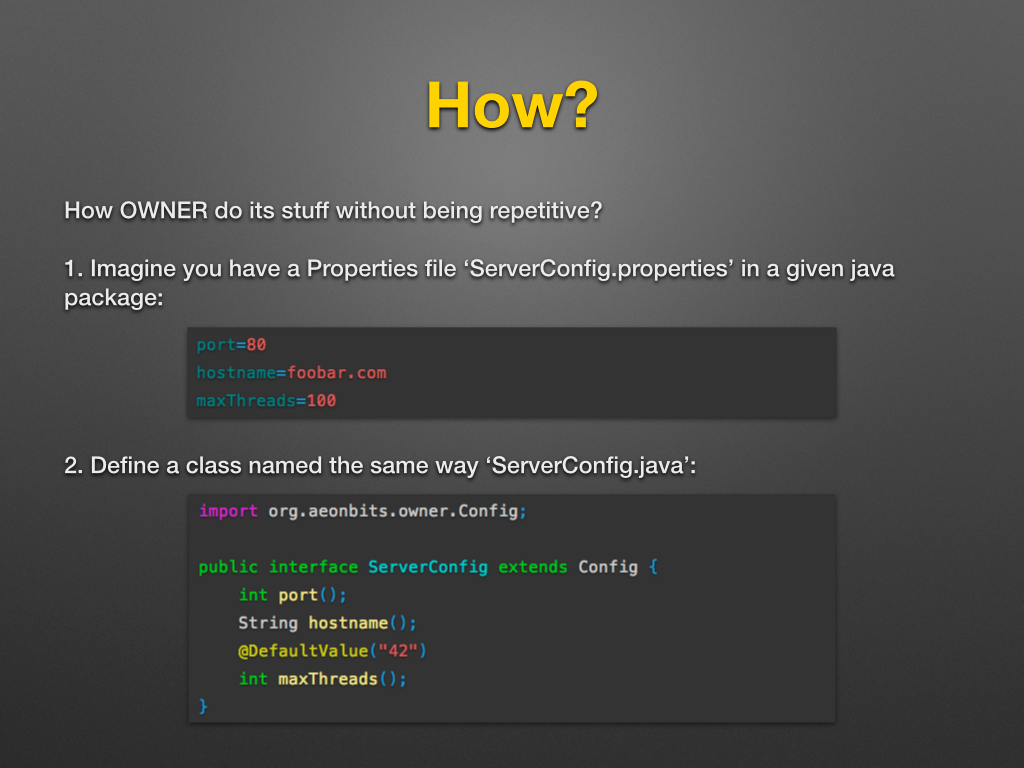 How?
How OWNER do its stuff without being repetitive?
1. Imagine you have a Properties file ‘ServerConfig.properties’ in a given java
package:
port=80
hostname=foobar.com
maxThreads=100
2. Define a class named the same way ‘ServerConfig.java’:
import org.aeonbits.owner.Config;
public interface ServerConfig extends Config {
    int port();
    String hostname();
    @DefaultValue("42")
    int maxThreads();
}